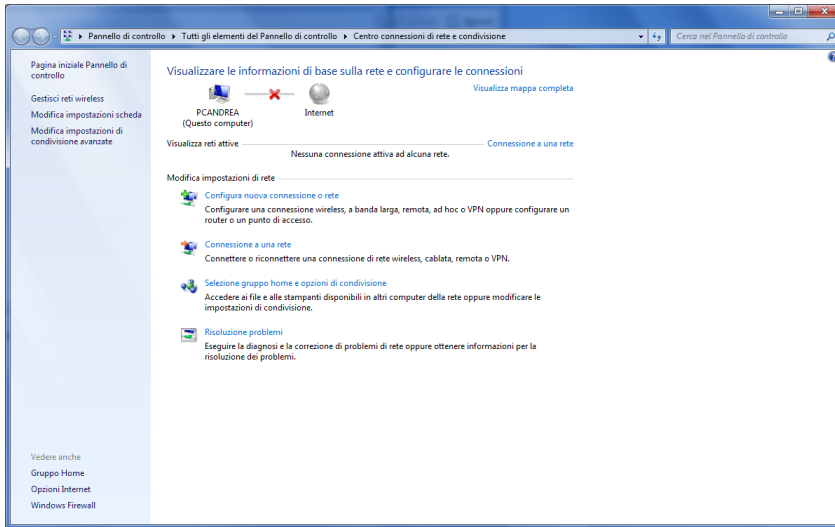 Pannello di controllo ▸ Tutti gli elementi del Pannello di controllo ▸ Centro connessioni di rete e condivisione
Cerca nel Pannello di controllo
Pagina iniziale Pannello di
controllo
Gestisci reti wireless
Modifica impostazioni scheda
Modifica impostazioni di
condivisione avanzate
Visualizzare le informazioni di base sulla rete e configurare le connessioni
Visualizza mappa completa
PCANDREA
(Questo computer)
Internet
Visualizza reti attive
Connessione a una rete
Nessuna connessione attiva ad alcuna rete.
Modifica impostazioni di rete
Configura nuova connessione o rete
Configurare una connessione wireless, a banda larga, remota, ad hoc o VPN oppure configurare un
router o un punto di accesso.
Connessione a una rete
Connettere o riconnettere una connessione di rete wireless, cablata, remota o VPN.
Selezione gruppo home e opzioni di condivisione
Accedere ai file e alle stampanti disponibili in altri computer della rete oppure modificare le
impostazioni di condivisione.
Risoluzione problemi
Eseguire la diagnosi e la correzione di problemi di rete oppure ottenere informazioni per la
risoluzione dei problemi.
Vedere anche
Gruppo Home
Opzioni Internet
Windows Firewall